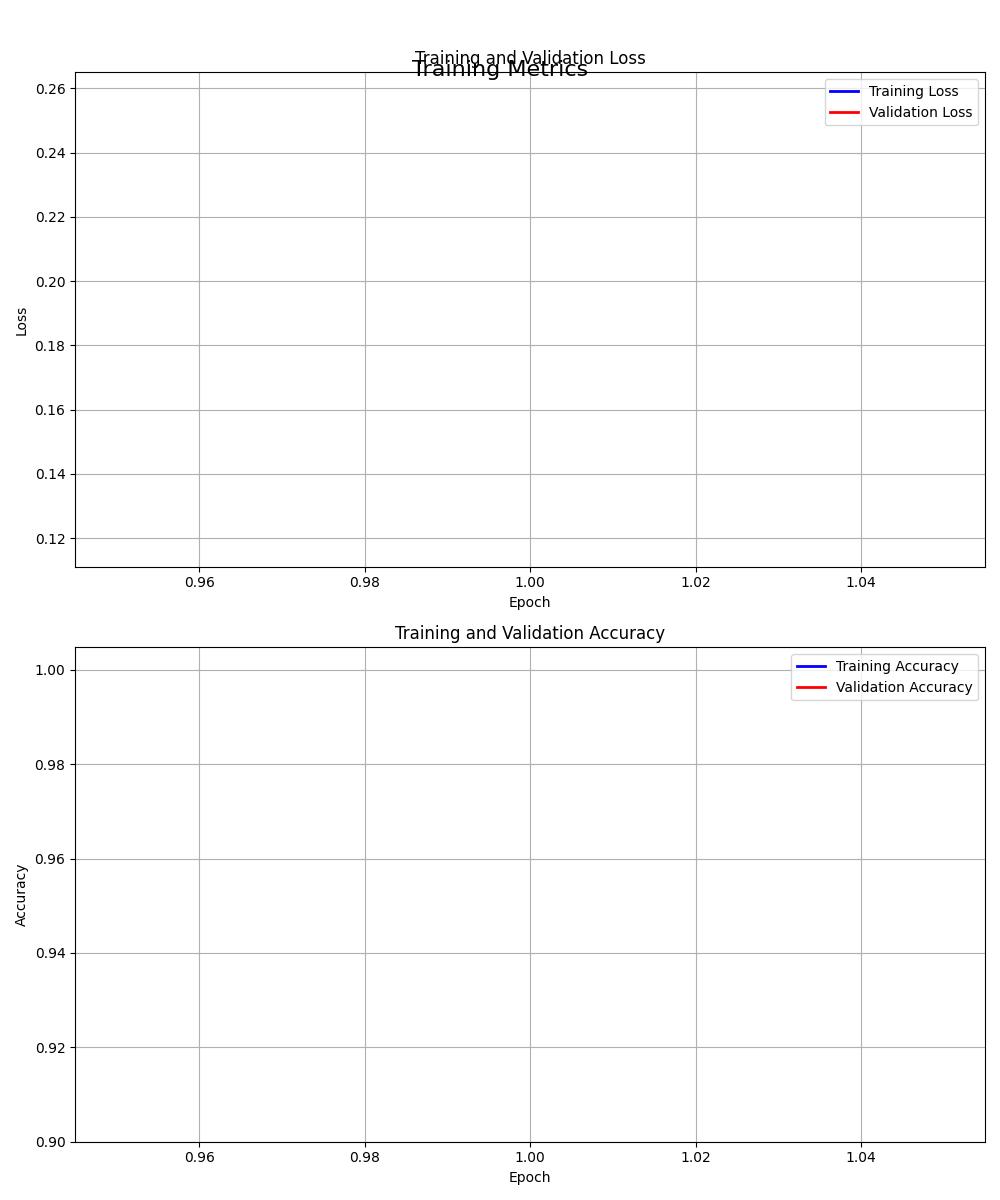 Training and Validation Loss
Training Metrics
Training Loss
Validation Loss
0.26
0.24
0.22
0.20
0.18
0.16
0.14
0.12
Loss
0.96 0.98 1.00 1.02 1.04
Epoch
Training and Validation Accuracy
Training Accuracy
Validation Accuracy
1.00
0.98
0.96
0.94
0.92
0.90
Accuracy
0.96 0.98 1.00 1.02 1.04
Epoch